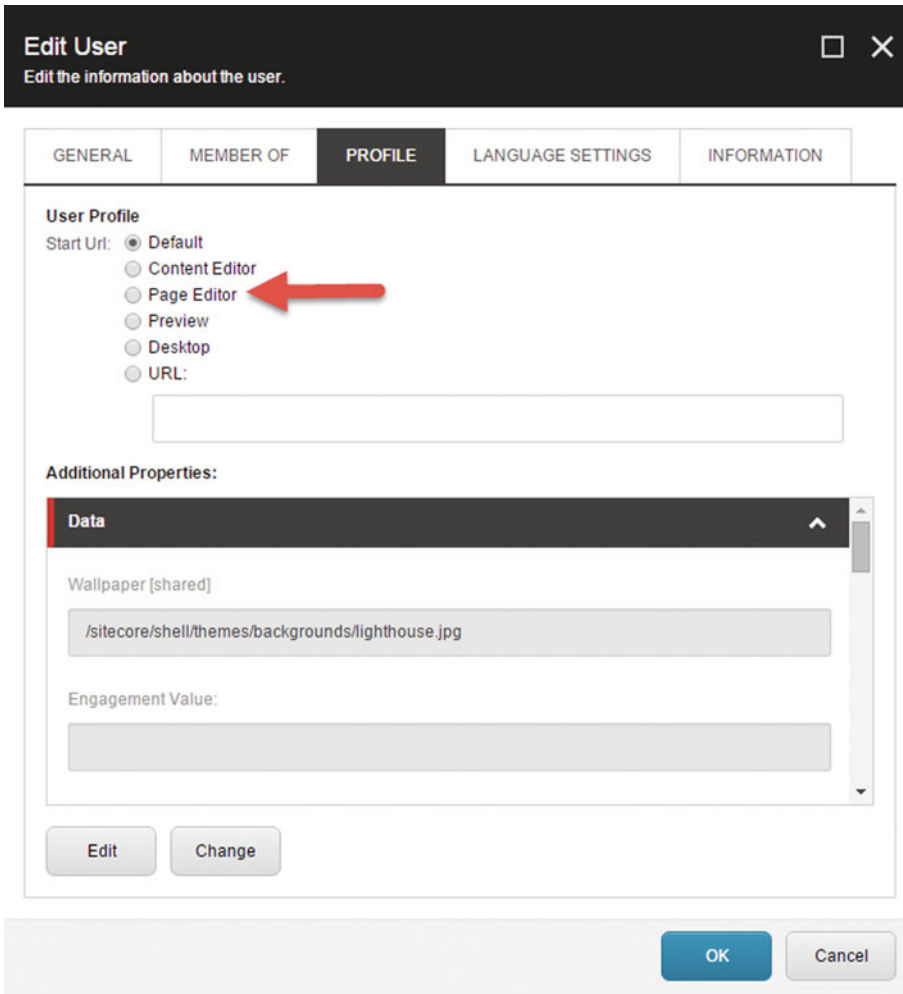 Edit User
Edit the information about the user.
GENERAL MEMBER OF PROFILE LANGUAGE SETTINGS INFORMATION
User Profile
Start Url: Default
Content Editor
Page Editor
Preview
Desktop
URL:
Additional Properties:
Data
Wallpaper [shared]
/sitecore/shell/themes/backgrounds/lighthouse.jpg
Engagement Value:
Edit Change
OK Cancel